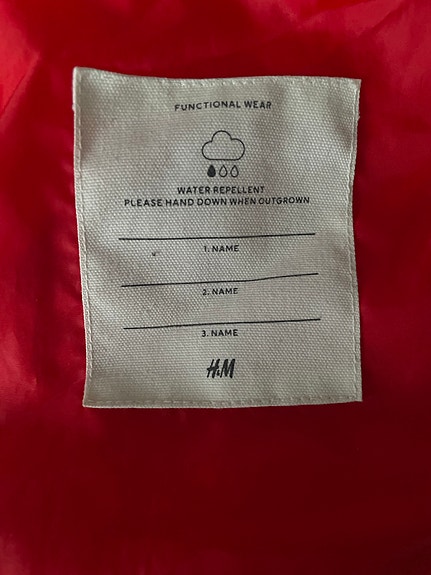 FUNCTIONAL WEAR
WATER REPELLENT
PLEASE HAND DOWN WHEN OUTGROWN
1. NAME
2. NAME
3. NAME
H&M